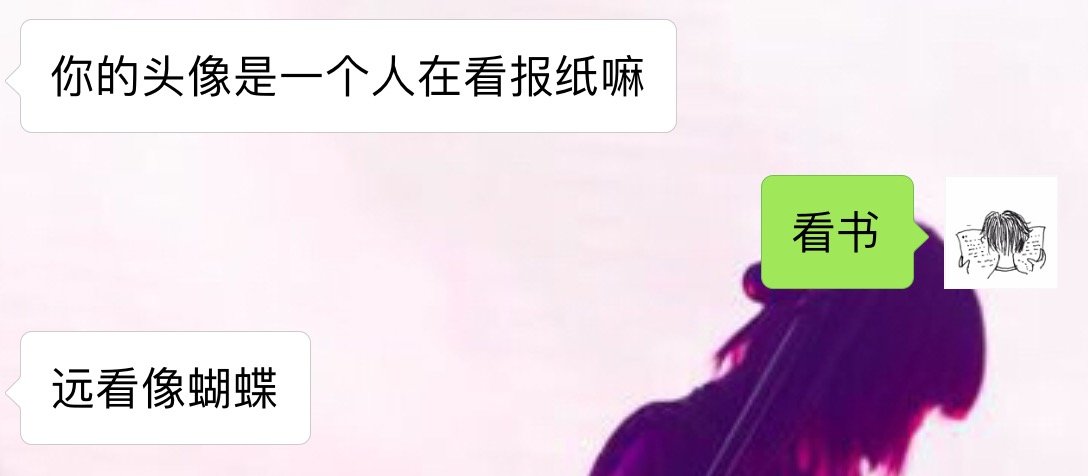 你的头像是一个人在看报纸嘛
看书
远看像蝴蝶